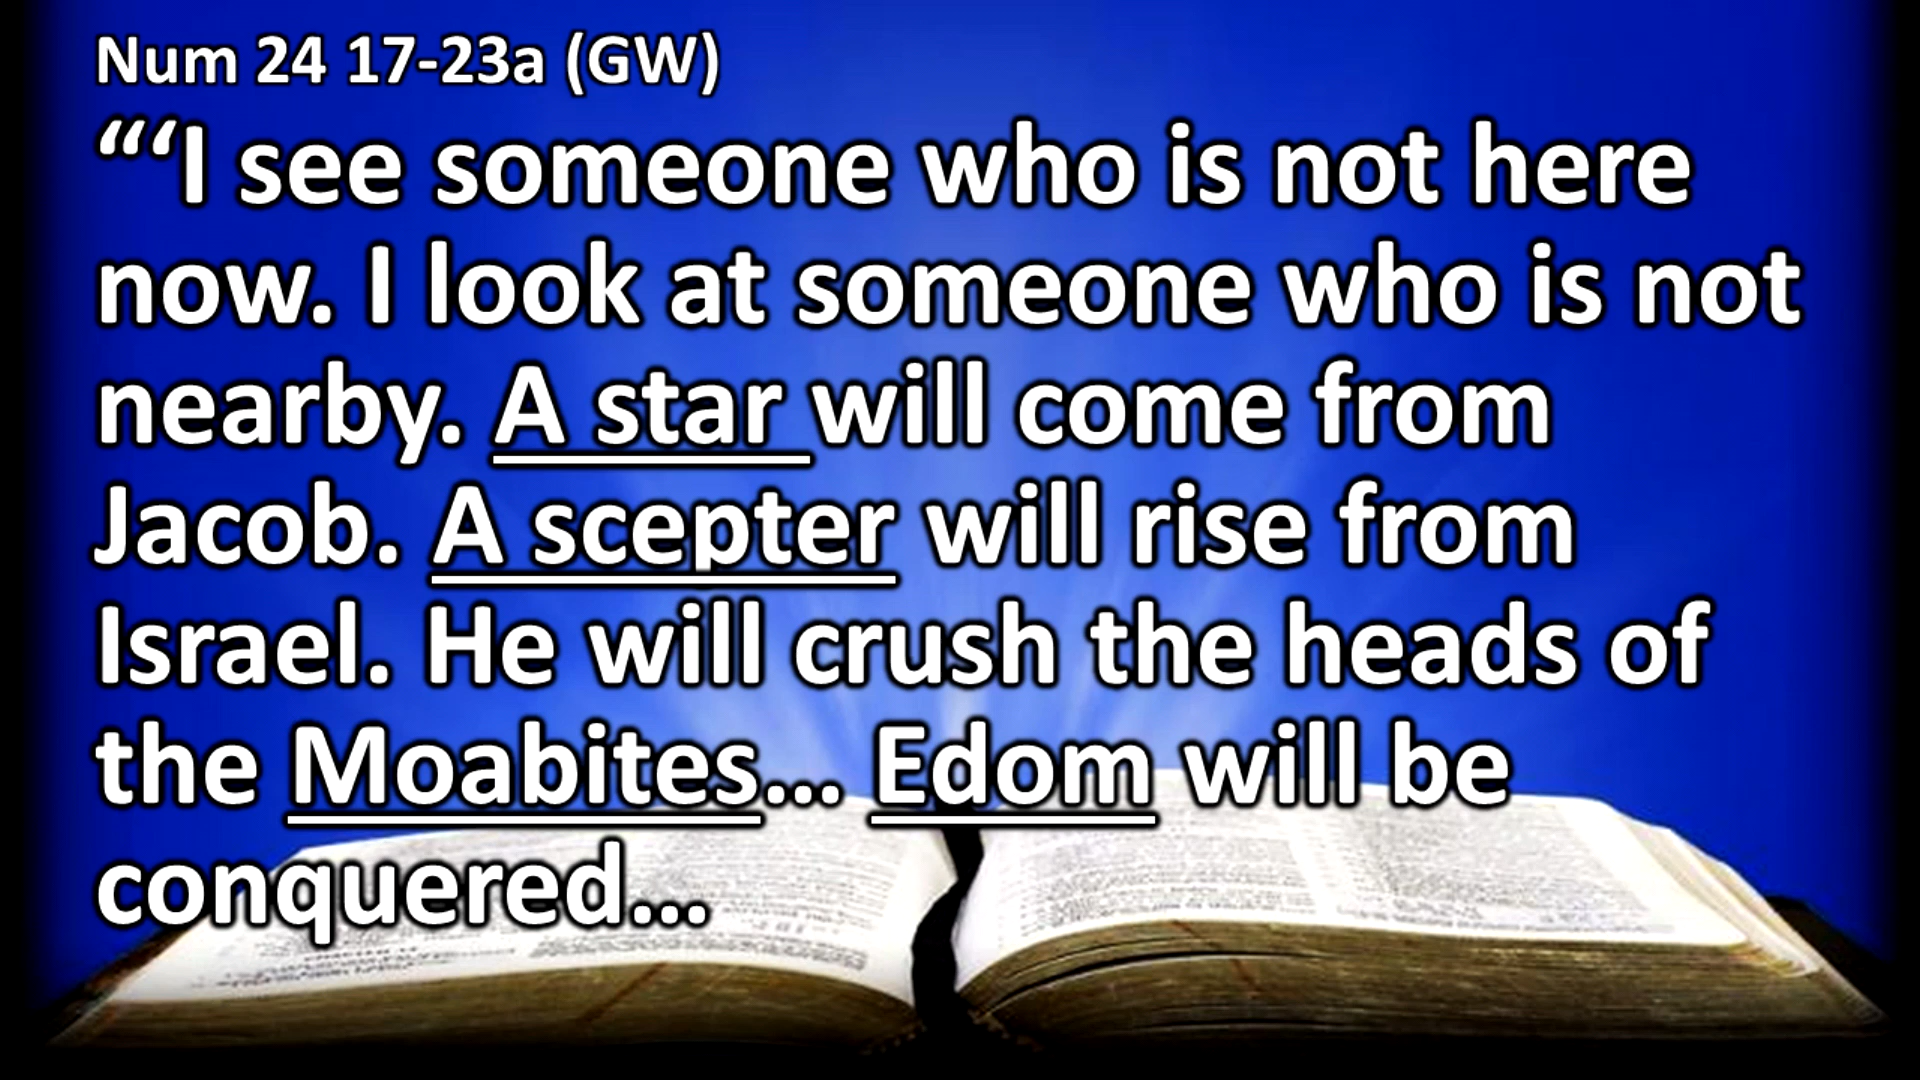 Num 24 17-23a (GW)
“‘I see someone who is not here
now. I look at someone who is not
nearby. A star will come from
Jacob. A scepter will rise from
Israel. He will crush the heads of
the Moabites… Edom will be
conquered…